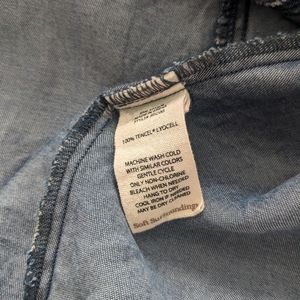 100% TENCEL® LYOCELL
MACHINE WASH COLD
WITH SIMILAR COLORS
GENTLE CYCLE
ONLY NON-CHLORINE
BLEACH WHEN NEEDED
HANG TO DRY
COOL IRON IF NEEDED
MAY BE DRY CLEANED
Soft Surroundings